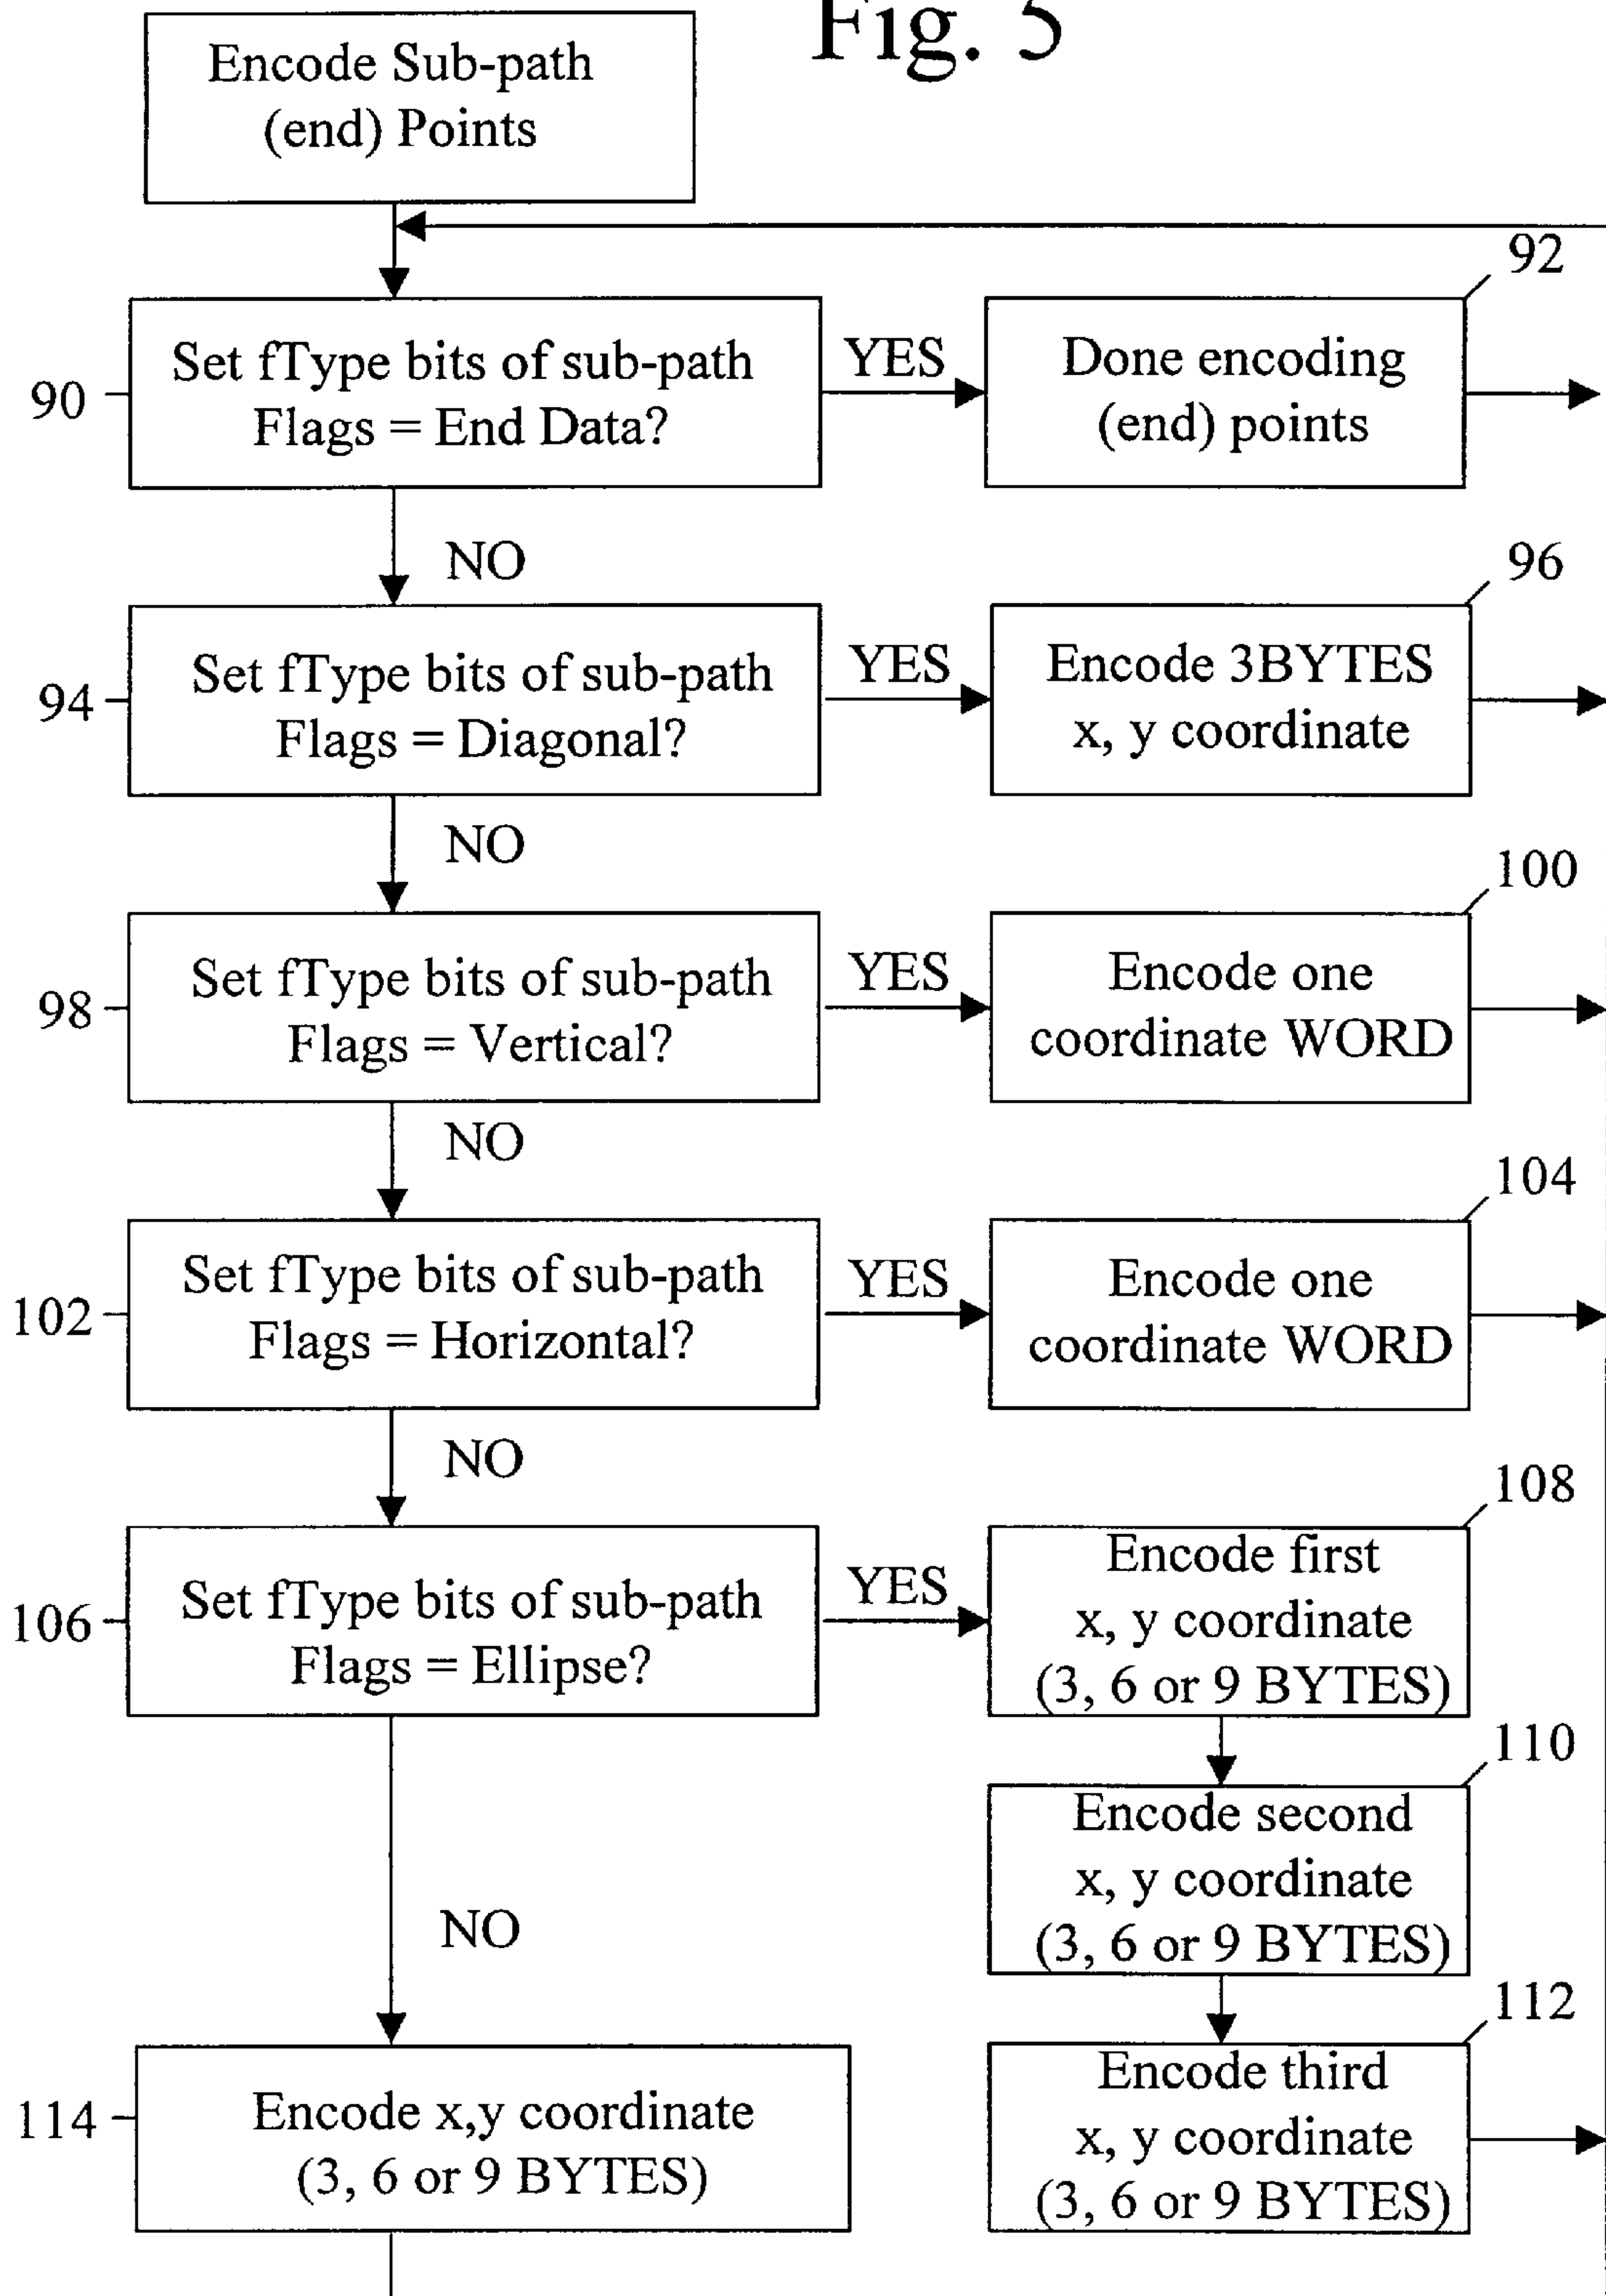 Fig. 5
Encode Sub-path
(end) Points
90
Set fType bits of sub-path
Flags = End Data?
YES
92
Done encoding
(end) points
NO
94
Set fType bits of sub-path
Flags = Diagonal?
YES
96
Encode 3BYTES
x, y coordinate
NO
98
Set fType bits of sub-path
Flags = Vertical?
YES
100
Encode one
coordinate WORD
NO
102
Set fType bits of sub-path
Flags = Horizontal?
YES
104
Encode one
coordinate WORD
NO
106
Set fType bits of sub-path
Flags = Ellipse?
YES
108
Encode first
x, y coordinate
(3, 6 or 9 BYTES)
110
Encode second
x, y coordinate
(3, 6 or 9 BYTES)
NO
112
Encode third
x, y coordinate
(3, 6 or 9 BYTES)
114
Encode x,y coordinate
(3, 6 or 9 BYTES)